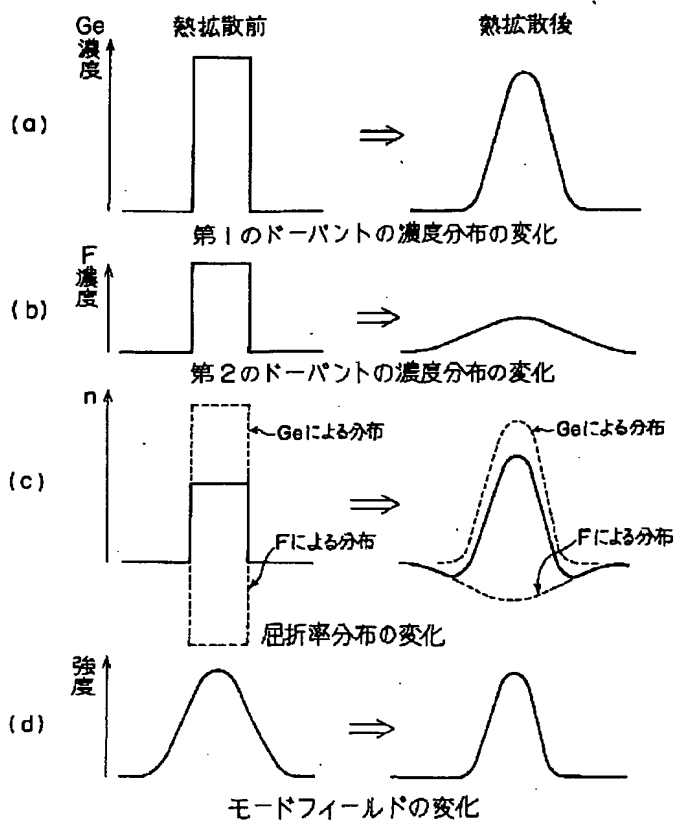 熱拡散前
熱拡散後
Ge
濃度
(a)
⇒
第1のドーパントの濃度分布の変化
F
濃度
(b)
⇒
第2のドーパントの濃度分布の変化
n
Geによる分布
Geによる分布
(c)
⇒
Fによる分布
Fによる分布
屈折率分布の変化
強度
(d)
⇒
モードフィールドの変化